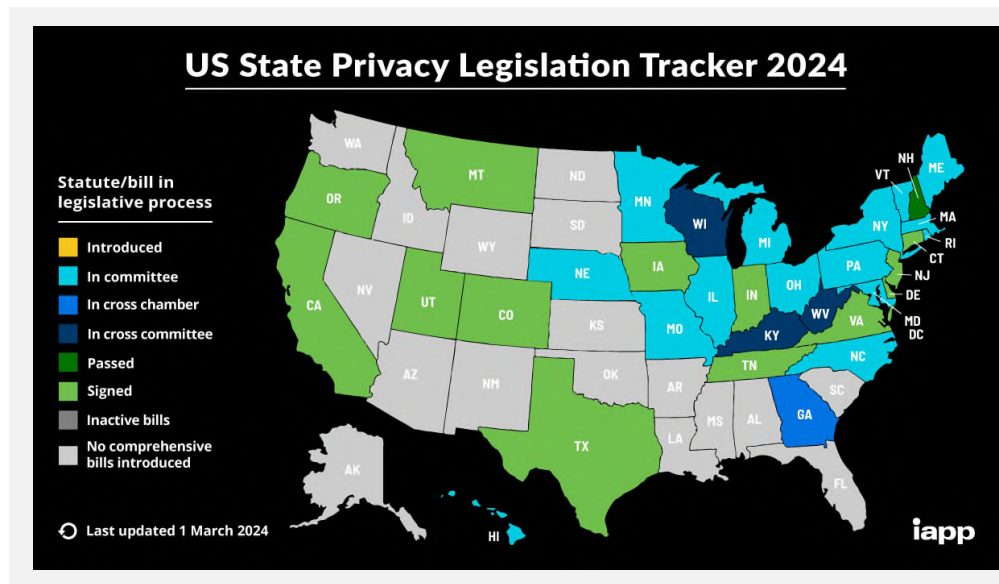 US State Privacy Legislation Tracker 2024
Statute/bill in
legislative process
Introduced
In committee
In cross chamber
In cross committee
Passed
Signed
Inactive bills
No comprehensive
bills introduced
Last updated 1 March 2024
WA
MT
ND
MN
OR
ID
SD
WI
WY
MI
NH
VT
ME
NY
MA
RI
CT
NJ
PA
DE
MD
DC
NE
IA
IL
IN
OH
WV
VA
NV
UT
CO
CA
KS
MO
KY
NC
TN
AZ
NM
OK
AR
SC
MS
AL
GA
TX
LA
FL
AK
HI
iapp